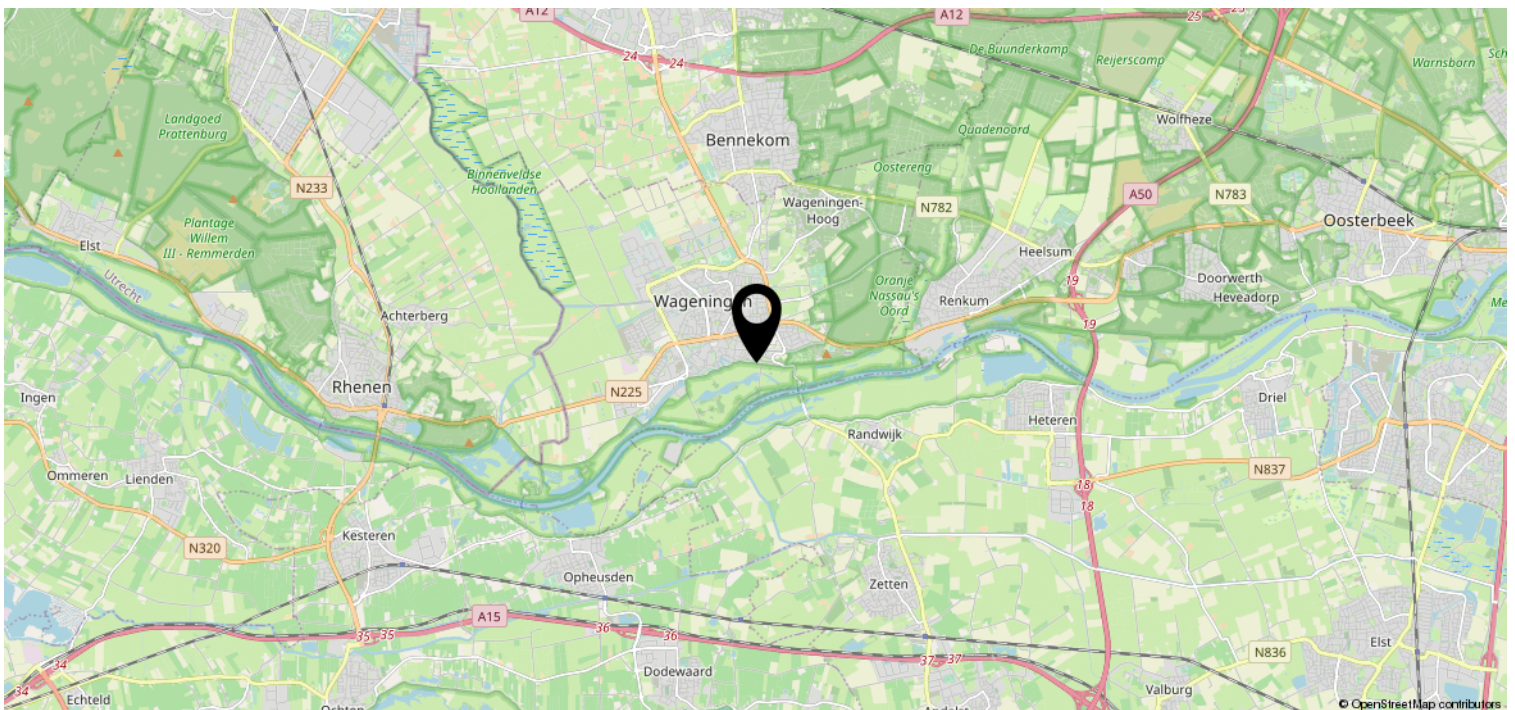 A12
A12
25
25
24
24
De Buunderkamp
Reijerscamp
Warnsborn
Landgoed
Prattenburg
Bennekom
Wolfheze
Quadenoord
Oostereng
Binnenveldse
Hooilanden
N233
A50
N783
Wageningen-
Hoog
N782
Oosterbeek
Plantage
Willem
III - Remmerden
Elst
Heelsum
Utrecht
Oranje
Nassau's
Oord
19
Doorwerth
Heveadorp
Wageningen
Renkum
Achterberg
19
Rhenen
N225
Ingen
Driel
Heteren
Randwijk
Ommeren
Lienden
N837
18
18
Kesteren
N320
Opheusden
Zetten
A15
35
35
36
36
Elst
N836
34
34
37
37
Dodewaard
Valburg
Echteld
© OpenStreetMap contributors